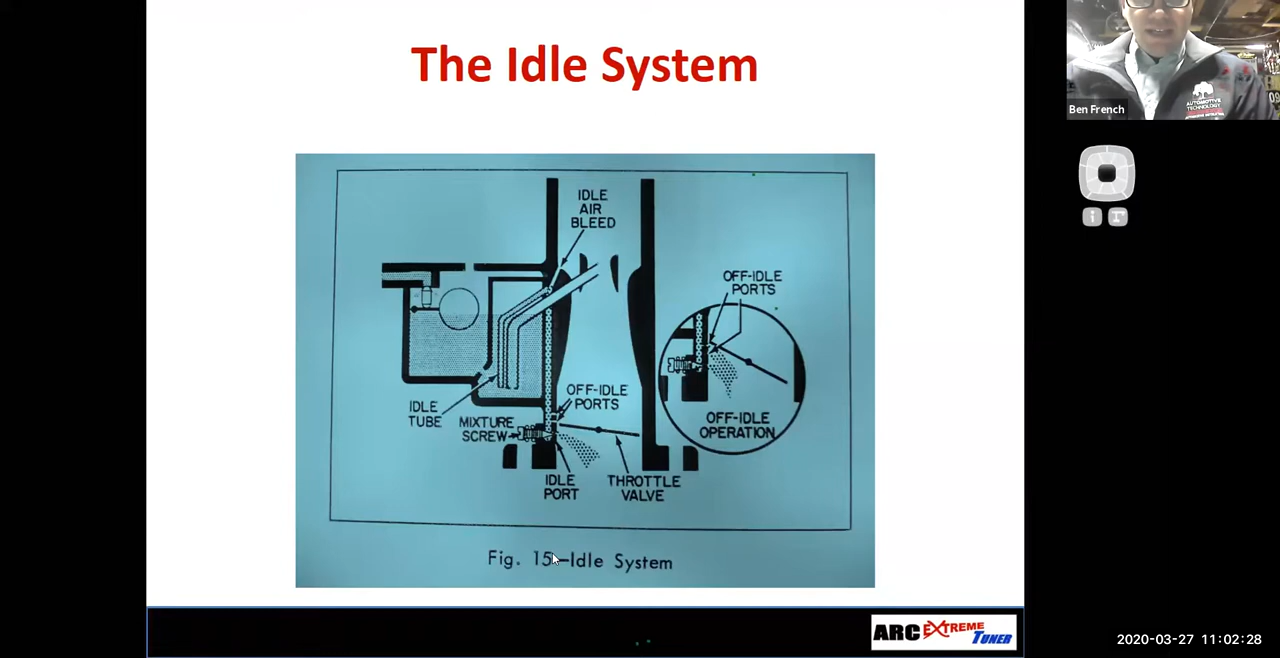 The Idle System
IDLE
AIR
BLEED
OFF-IDLE
PORTS
OFF-IDLE
PORTS
IDLE
TUBE
MIXTURE
SCREW
OFF-IDLE
OPERATION
IDLE
PORT
THROTTLE
VALVE
Fig. 15—Idle System
ARC EXTREME
TUNER
Ben French
AUTOMOTIVE
TECHNOLOGY
2020-03-27 11:02:28